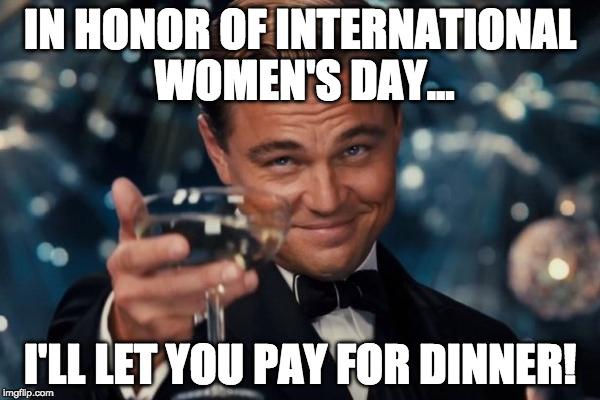 IN HONOR OF INTERNATIONAL
WOMEN'S DAY...
I'LL LET YOU PAY FOR DINNER!
imgflip.com